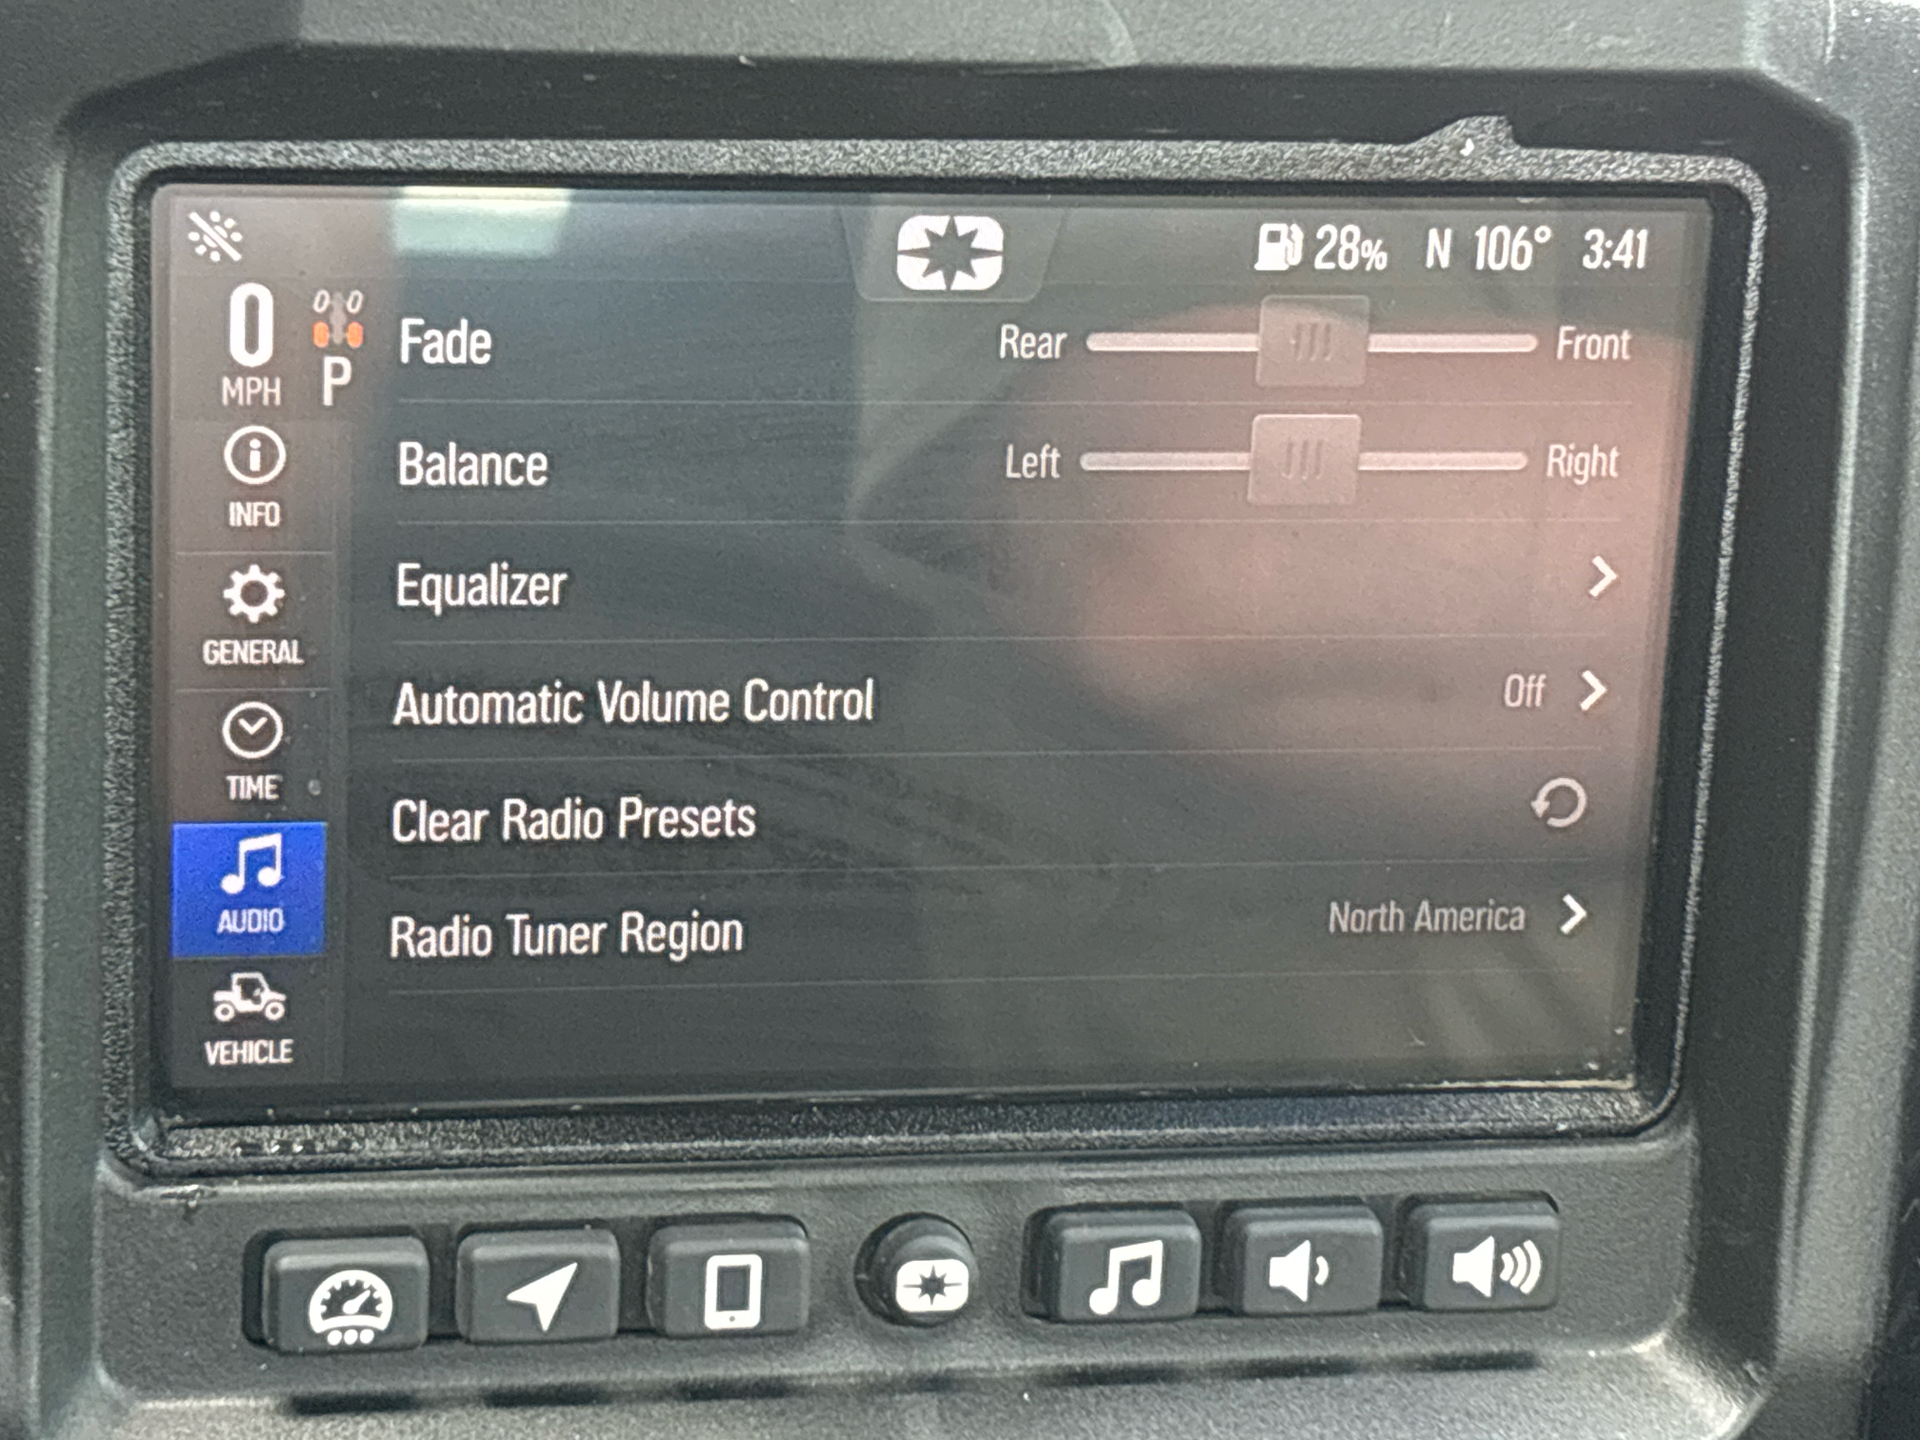 28% N 106° 3:41
0 MPH P
Fade Rear Front
Balance Left Right
INFO
Equalizer
GENERAL
Automatic Volume Control Off
TIME
Clear Radio Presets
AUDIO
Radio Tuner Region North America
VEHICLE